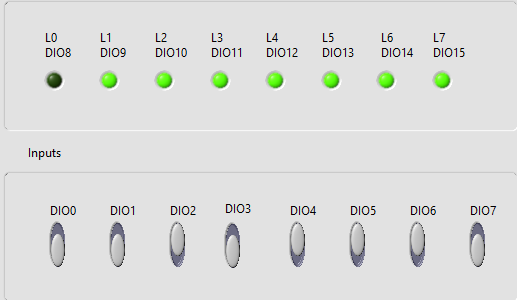 L0 L1 L2 L3 L4 L5 L6 L7
DIO8 DIO9 DIO10 DIO11 DIO12 DIO13 DIO14 DIO15
Inputs
DIO0 DIO1 DIO2 DIO3 DIO4 DIO5 DIO6 DIO7